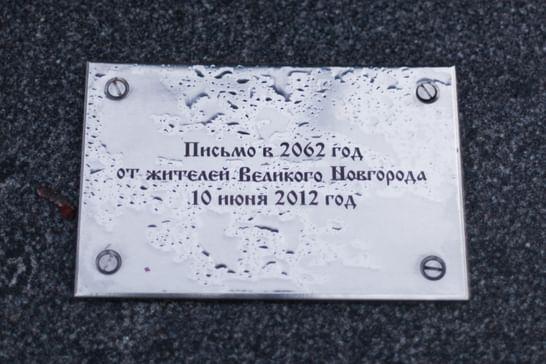 Письмо в 2062 год
от жителей Великого Новгорода
10 июня 2012 год